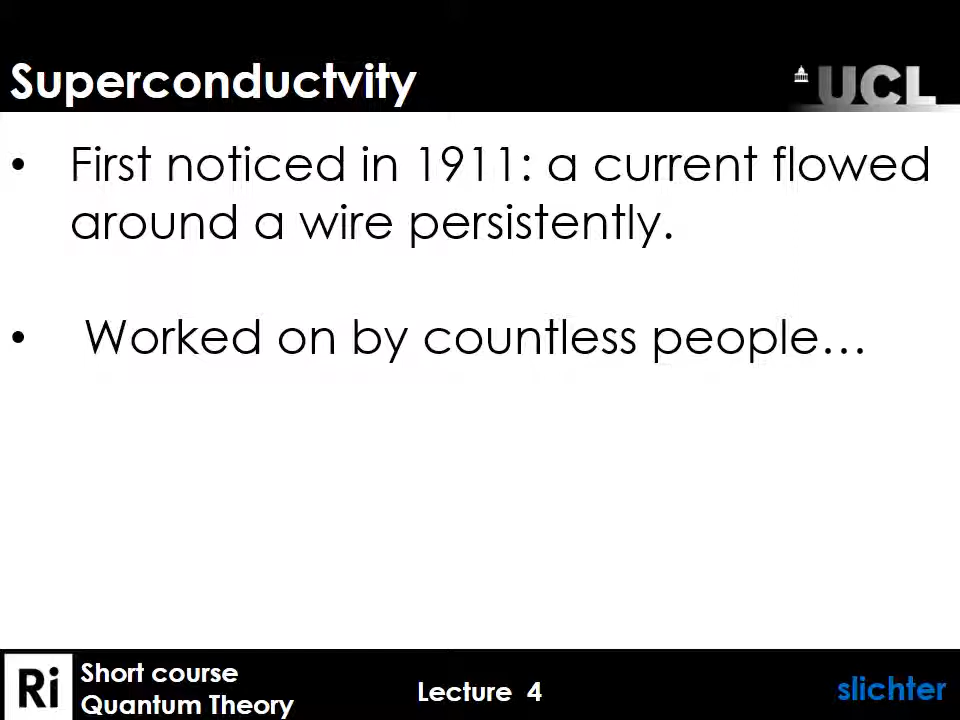 Superconductvity
UCL
• First noticed in 1911: a current flowed
around a wire persistently.
• Worked on by countless people…
Ri
Short course
Quantum Theory
Lecture 4
slichter